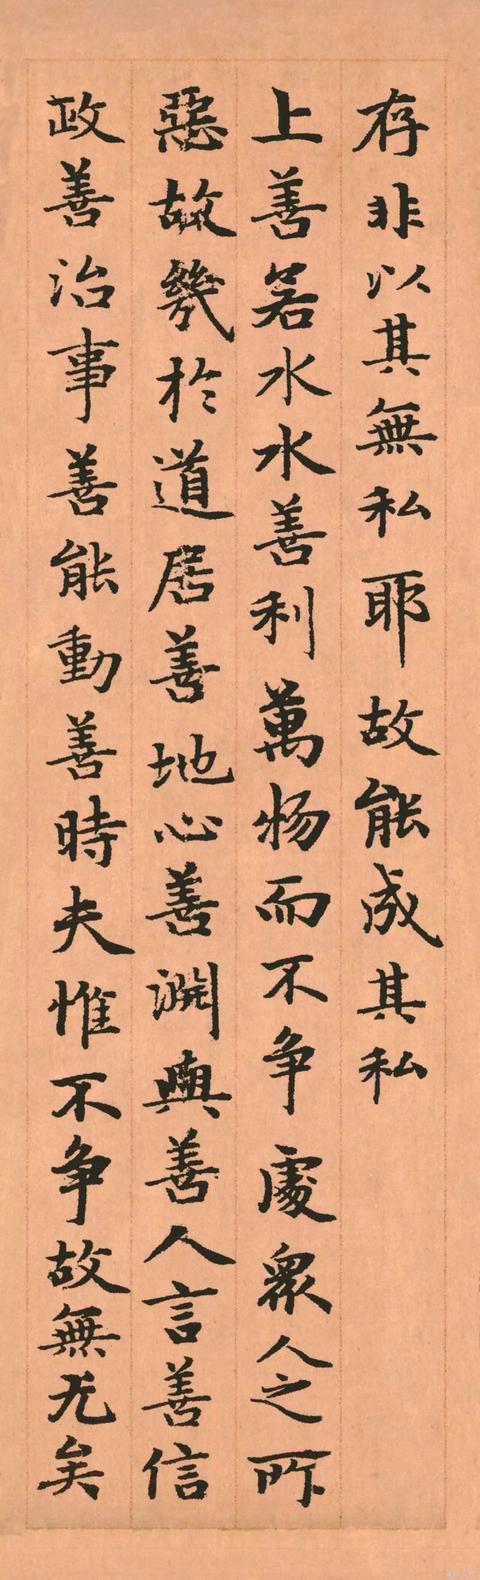 存非以其無私耶故能成其私
上善若水水善利萬物而不争處衆人之所
惡故幾於道居善地心善淵與善人言善信
政善治事善能動善時夫惟不争故無尤矣